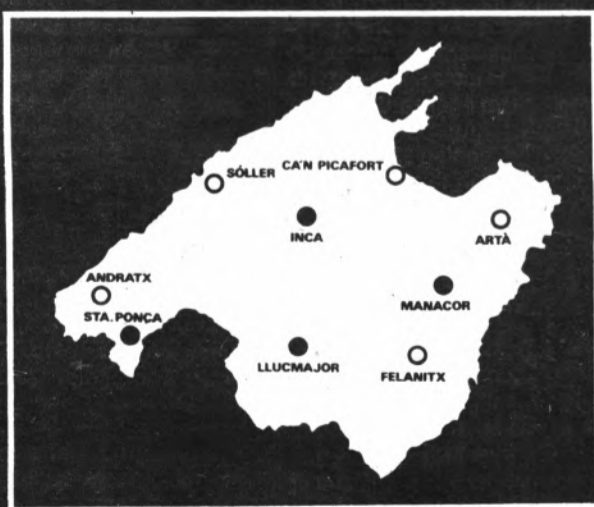 SÓLLER
CA'N PICAFORT
INCA
ARTÀ
ANDRATX
STA. PONÇA
MANACOR
LLUCMAJOR
FELANITX